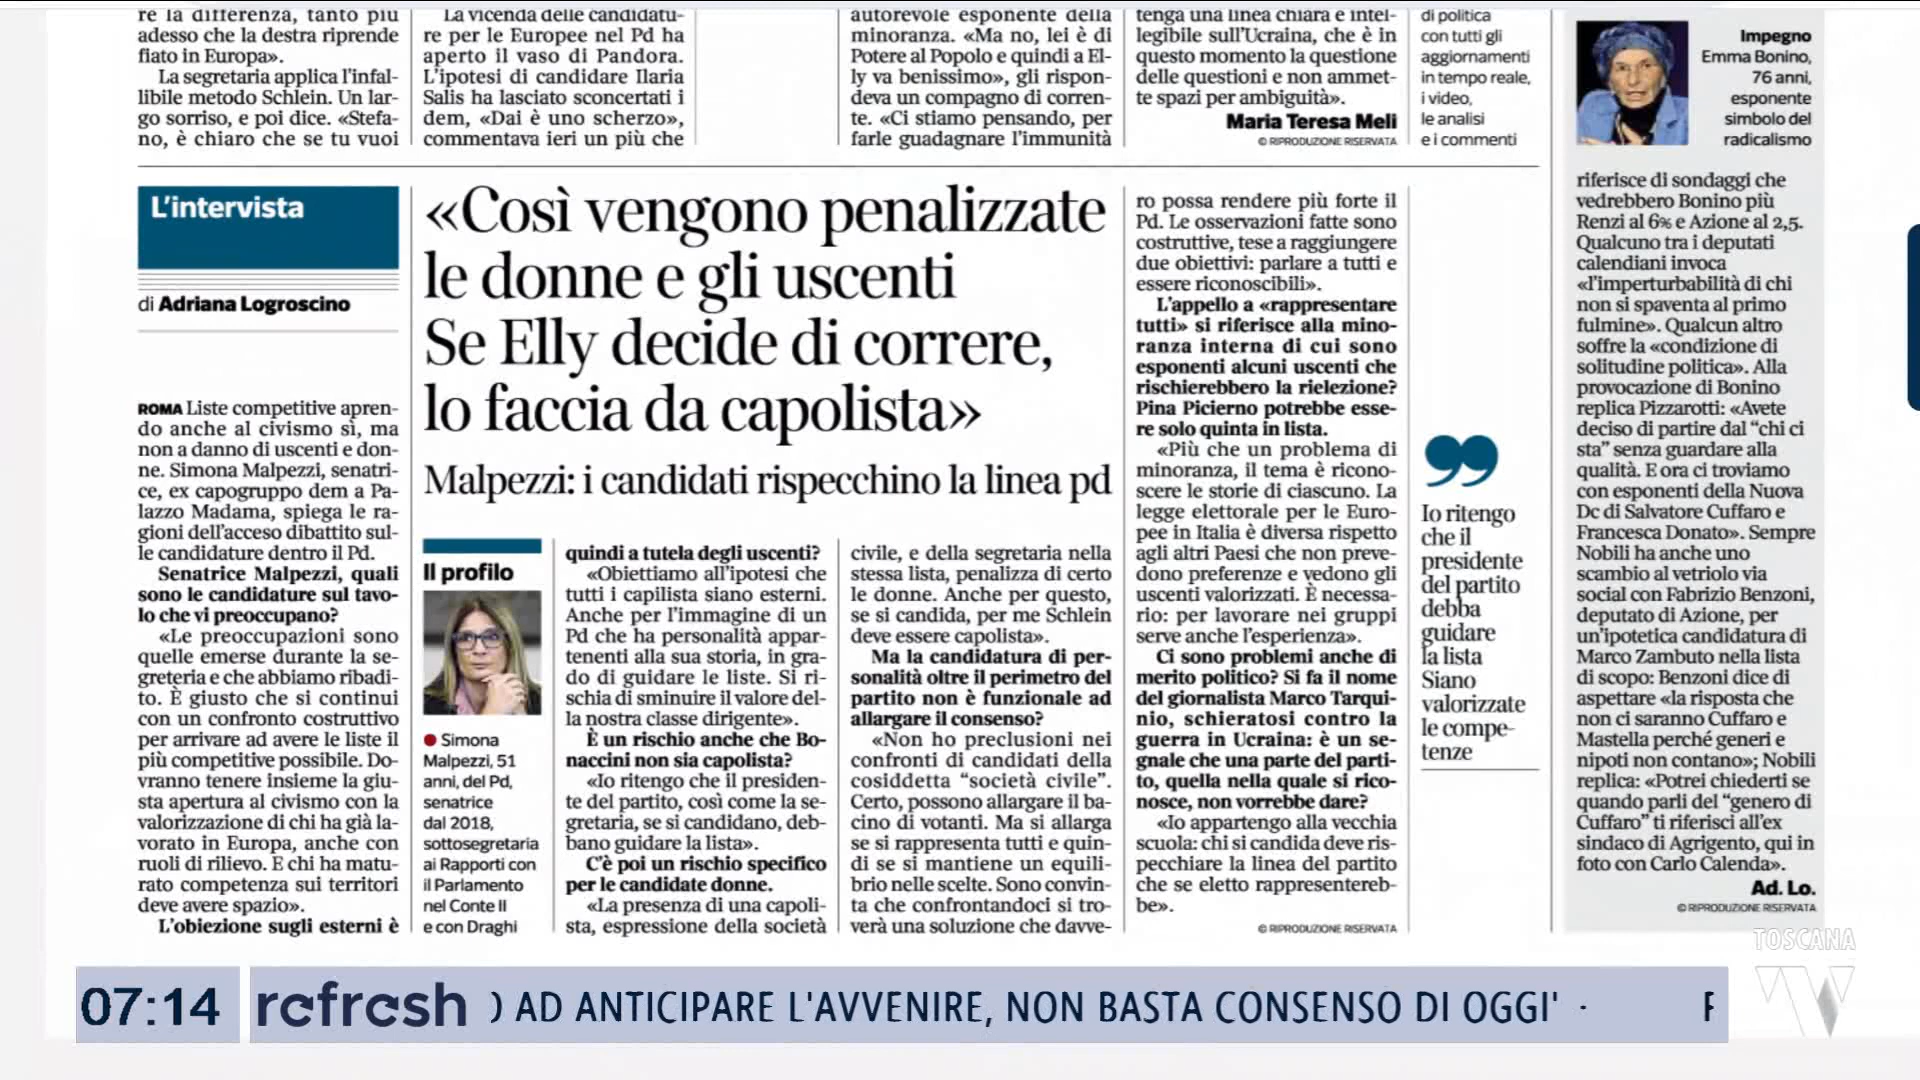 re la differenza, tanto più
adesso che la destra riprende
fiato in Europa».
La segretaria applica l'infal-
libile metodo Schlein. Un lar-
go sorriso, e poi dice. «Stefa-
no, è chiaro che se tu vuoi
La vicenda delle candidatu-
re per le Europee nel Pd ha
aperto il vaso di Pandora.
L'ipotesi di candidare Ilaria
Salis ha lasciato sconcertati i
dem, «Dai è uno scherzo»,
commentava ieri un più che
autorevole esponente della
minoranza. «Ma no, lei è di
Potere al Popolo e quindi a El-
ly va benissimo», gli rispon-
deva un compagno di corren-
te. «Ci stiamo pensando, per
farle guadagnare l'immunità
tenga una linea chiara e intel-
legibile sull'Ucraina, che è in
questo momento la questione
delle questioni e non ammet-
te spazi per ambiguità».
Maria Teresa Meli
© RIPRODUZIONE RISERVATA
di politica
con tutti gli
aggiornamenti
in tempo reale,
i video,
le analisi
e i commenti
Impegno
Emma Bonino,
76 anni,
esponente
simbolo del
radicalismo
L'intervista
di Adriana Logroscino
«Così vengono penalizzate
le donne e gli uscenti
Se Elly decide di correre,
lo faccia da capolista»
Malpezzi: i candidati rispecchino la linea pd
ROMA Liste competitive apren-
do anche al civismo sì, ma
non a danno di uscenti e don-
ne. Simona Malpezzi, senatri-
ce, ex capogruppo dem a Pa-
lazzo Madama, spiega le ra-
gioni dell'acceso dibattito sul-
le candidature dentro il Pd.
Senatrice Malpezzi, quali
sono le candidature sul tavo-
lo che vi preoccupano?
«Le preoccupazioni sono
quelle emerse durante la se-
greteria e che abbiamo ribadi-
to. È giusto che si continui
con un confronto costruttivo
per arrivare ad avere le liste il
più competitive possibile. Do-
vranno tenere insieme la giu-
sta apertura al civismo con la
valorizzazione di chi ha già la-
vorato in Europa, anche con
ruoli di rilievo. E chi ha matu-
rato competenza sui territori
deve avere spazio».
L'obiezione sugli esterni è
Il profilo
Simona
Malpezzi, 51
anni, del Pd,
senatrice
dal 2018,
sottosegretaria
ai Rapporti con
il Parlamento
nel Conte II
e con Draghi
quindi a tutela degli uscenti?
«Obiettiamo all'ipotesi che
tutti i capilista siano esterni.
Anche per l'immagine di un
Pd che ha personalità appar-
tenenti alla sua storia, in gra-
do di guidare le liste. Si ri-
schia di sminuire il valore del-
la nostra classe dirigente».
È un rischio anche che Bo-
naccini non sia capolista?
«Io ritengo che il presiden-
te del partito, così come la se-
gretaria, se si candidano, deb-
bano guidare la lista».
C'è poi un rischio specifico
per le candidate donne.
«La presenza di una capoli-
sta, espressione della società
civile, e della segretaria nella
stessa lista, penalizza di certo
le donne. Anche per questo,
se si candida, per me Schlein
deve essere capolista».
Ma la candidatura di per-
sonalità oltre il perimetro del
partito non è funzionale ad
allargare il consenso?
«Non ho preclusioni nei
confronti di candidati della
cosiddetta "società civile".
Certo, possono allargare il ba-
cino di votanti. Ma si allarga
se si rappresenta tutti e quin-
di se si mantiene un equili-
brio nelle scelte. Sono convin-
ta che confrontandoci si tro-
verà una soluzione che davve-
ro possa rendere più forte il
Pd. Le osservazioni fatte sono
costruttive, tese a raggiungere
due obiettivi: parlare a tutti e
essere riconoscibili».
L'appello a «rappresentare
tutti» si riferisce alla mino-
ranza interna di cui sono
esponenti alcuni uscenti che
rischierebbero la rielezione?
Pina Picierno potrebbe esse-
re solo quinta in lista.
«Più che un problema di
minoranza, il tema è ricono-
scere le storie di ciascuno. La
legge elettorale per le Euro-
pee in Italia è diversa rispetto
agli altri Paesi che non preve-
dono preferenze e vedono gli
uscenti valorizzati. È necessa-
rio: per lavorare nei gruppi
serve anche l'esperienza».
Ci sono problemi anche di
merito politico? Si fa il nome
del giornalista Marco Tarqui-
nio, schieratosi contro la
guerra in Ucraina: è un se-
gnale che una parte del parti-
to, quella nella quale si rico-
nosce, non vorrebbe dare?
«Io appartengo alla vecchia
scuola: chi si candida deve ris-
pecchiare la linea del partito
che se eletto rappresentereb-
be».
© RIPRODUZIONE RISERVATA
Io ritengo
che il
presidente
del partito
debba
guidare
la lista
Siano
valorizzate
le compe-
tenze
riferisce di sondaggi che
vedrebbero Bonino più
Renzi al 6% e Azione al 2,5.
Qualcuno tra i deputati
calendiani invoca
«l'imperturbabilità di chi
non si spaventa al primo
fulmine». Qualcun altro
soffre la «condizione di
solitudine politica». Alla
provocazione di Bonino
replica Pizzarotti: «Avete
deciso di partire dal "chi ci
sta" senza guardare alla
qualità. E ora ci troviamo
con esponenti della Nuova
Dc di Salvatore Cuffaro e
Francesca Donato». Sempre
Nobili ha anche uno
scambio al vetriolo via
social con Fabrizio Benzoni,
deputato di Azione, per
un'ipotetica candidatura di
Marco Zambuto nella lista
di scopo: Benzoni dice di
aspettare «la risposta che
non ci saranno Cuffaro e
Mastella perché generi e
nipoti non contano»; Nobili
replica: «Potrei chiederti se
quando parli del "genero di
Cuffaro" ti riferisci all'ex
sindaco di Agrigento, qui in
foto con Carlo Calenda».
Ad. Lo.
© RIPRODUZIONE RISERVATA
TOSCANA
07:14 refresh O AD ANTICIPARE L'AVVENIRE, NON BASTA CONSENSO DI OGGI' ·